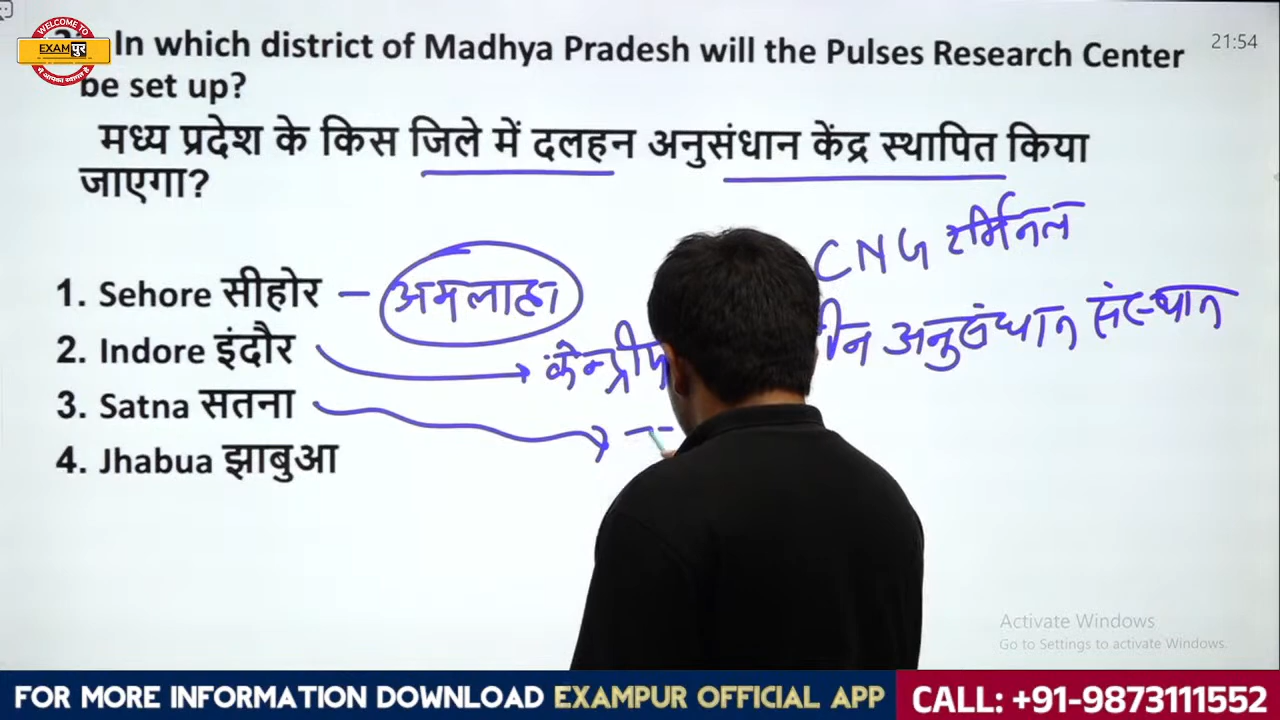 WELCOME TO
EXAMपुर
In which district of Madhya Pradesh will the Pulses Research Center
be set up?
21:54
मध्य प्रदेश के किस जिले में दलहन अनुसंधान केंद्र स्थापित किया
जाएगा?
CNG टर्मिनल
1. Sehore सीहोर – अमलाहा
2. Indore इंदौर
केन्द्रीय अनुसंधान संस्थान
3. Satna सतना
4. Jhabua झाबुआ
Activate Windows
Go to Settings to activate Windows.
FOR MORE INFORMATION DOWNLOAD EXAMPUR OFFICIAL APP
CALL: +91-9873111552